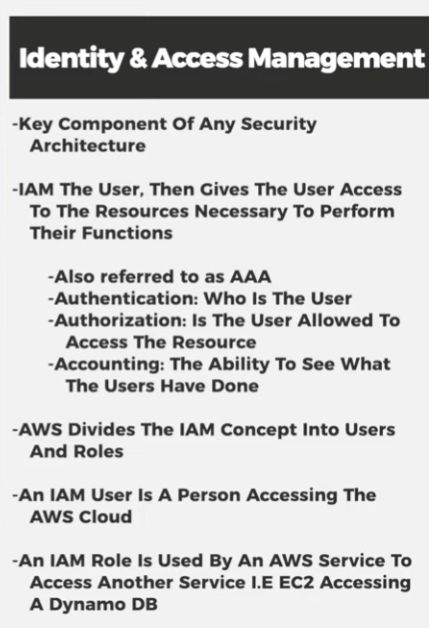 Identity & Access Management
-Key Component Of Any Security
Architecture
-IAM The User, Then Gives The User Access
To The Resources Necessary To Perform
Their Functions
-Also referred to as AAA
-Authentication: Who Is The User
-Authorization: Is The User Allowed To
Access The Resource
-Accounting: The Ability To See What
The Users Have Done
-AWS Divides The IAM Concept Into Users
And Roles
-An IAM User Is A Person Accessing The
AWS Cloud
-An IAM Role Is Used By An AWS Service To
Access Another Service I.E EC2 Accessing
A Dynamo DB